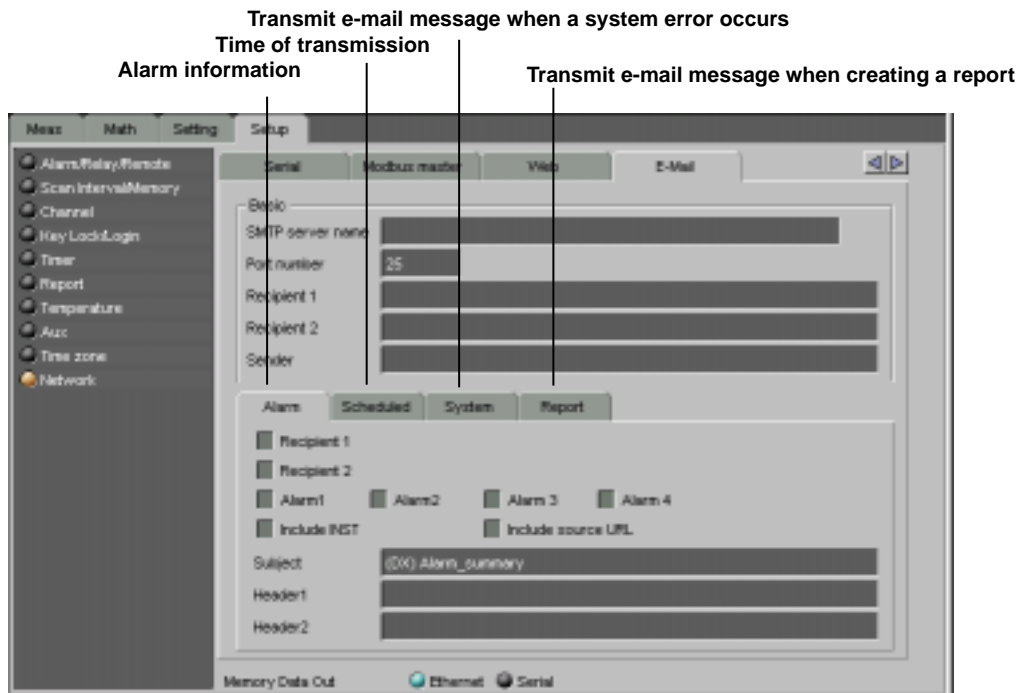 Transmit e-mail message when a system error occurs
Time of transmission
Alarm information
Transmit e-mail message when creating a report
Meas Math Setting Setup
Alarm/Relay/Remote
Scan Interval/Memory
Channel
Key Lock/Login
Timer
Report
Temperature
Aux
Time zone
Network
Serial Modbus master Web E-Mail
Basic
SMTP server name
Port number 25
Recipient 1
Recipient 2
Sender
Alarm Scheduled System Report
Recipient 1
Recipient 2
Alarm1 Alarm2 Alarm 3 Alarm 4
Include INST Include source URL
Subject (DX) Alarm_summary
Header1
Header2
Memory Data Out Ethernet Serial